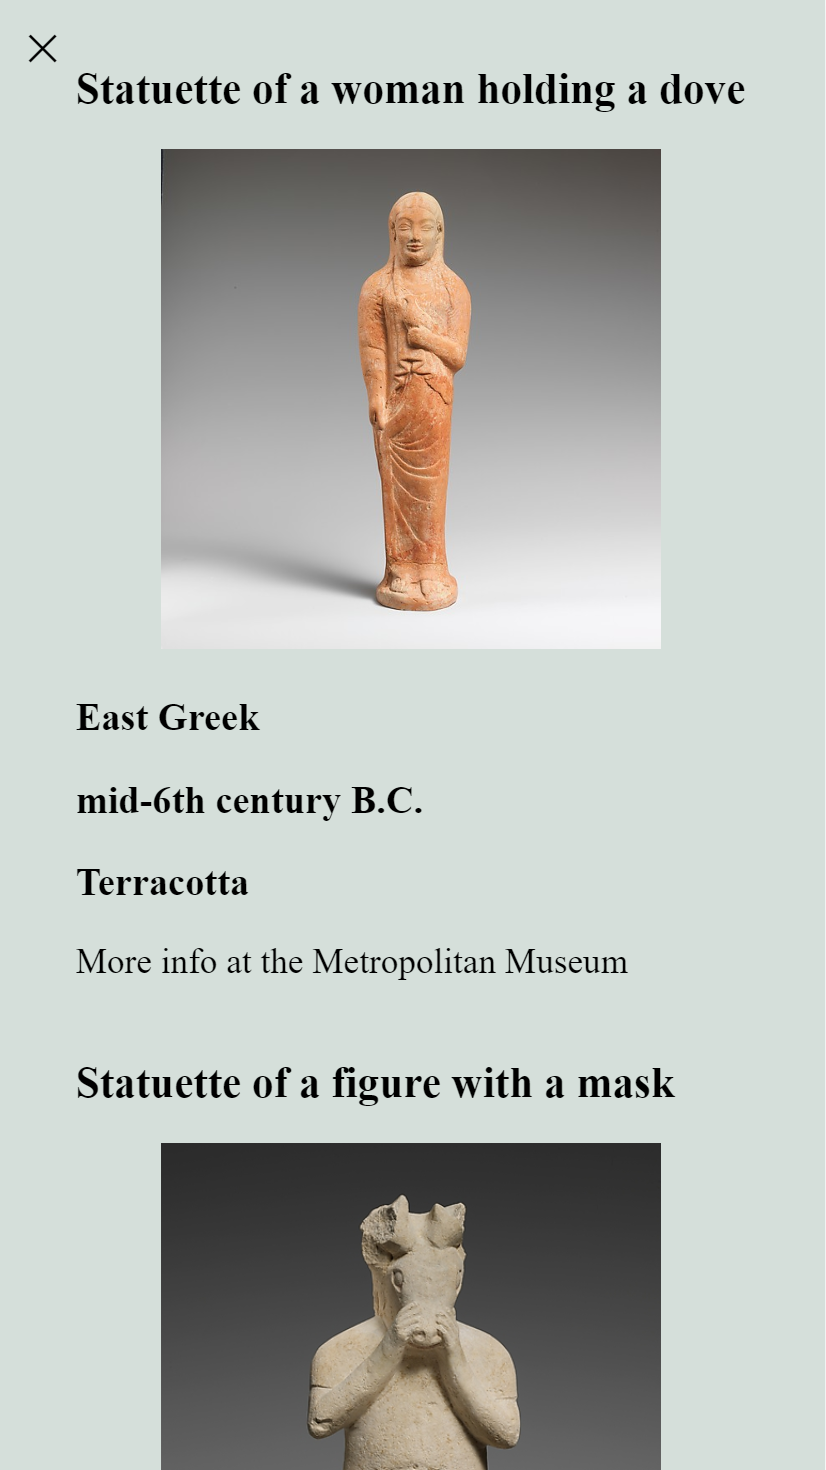 Statuette of a woman holding a dove
East Greek
mid-6th century B.C.
Terracotta
More info at the Metropolitan Museum
Statuette of a figure with a mask